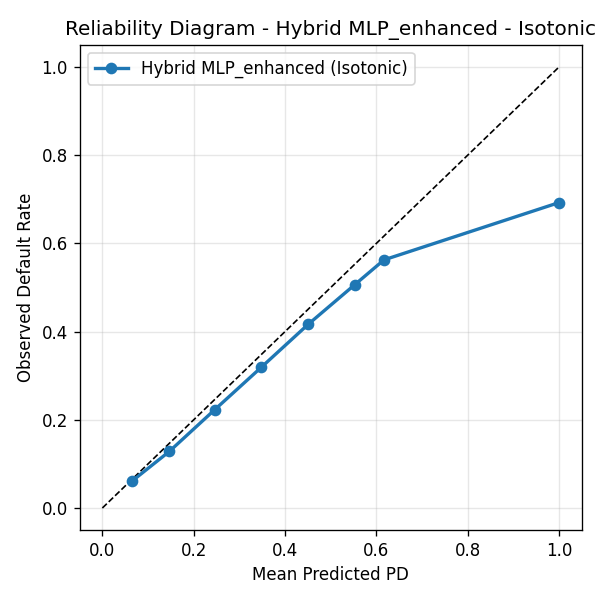 Reliability Diagram - Hybrid MLP_enhanced - Isotonic
Hybrid MLP_enhanced (Isotonic)
1.0
0.8
0.6
0.4
0.2
0.0
Observed Default Rate
0.0 0.2 0.4 0.6 0.8 1.0
Mean Predicted PD